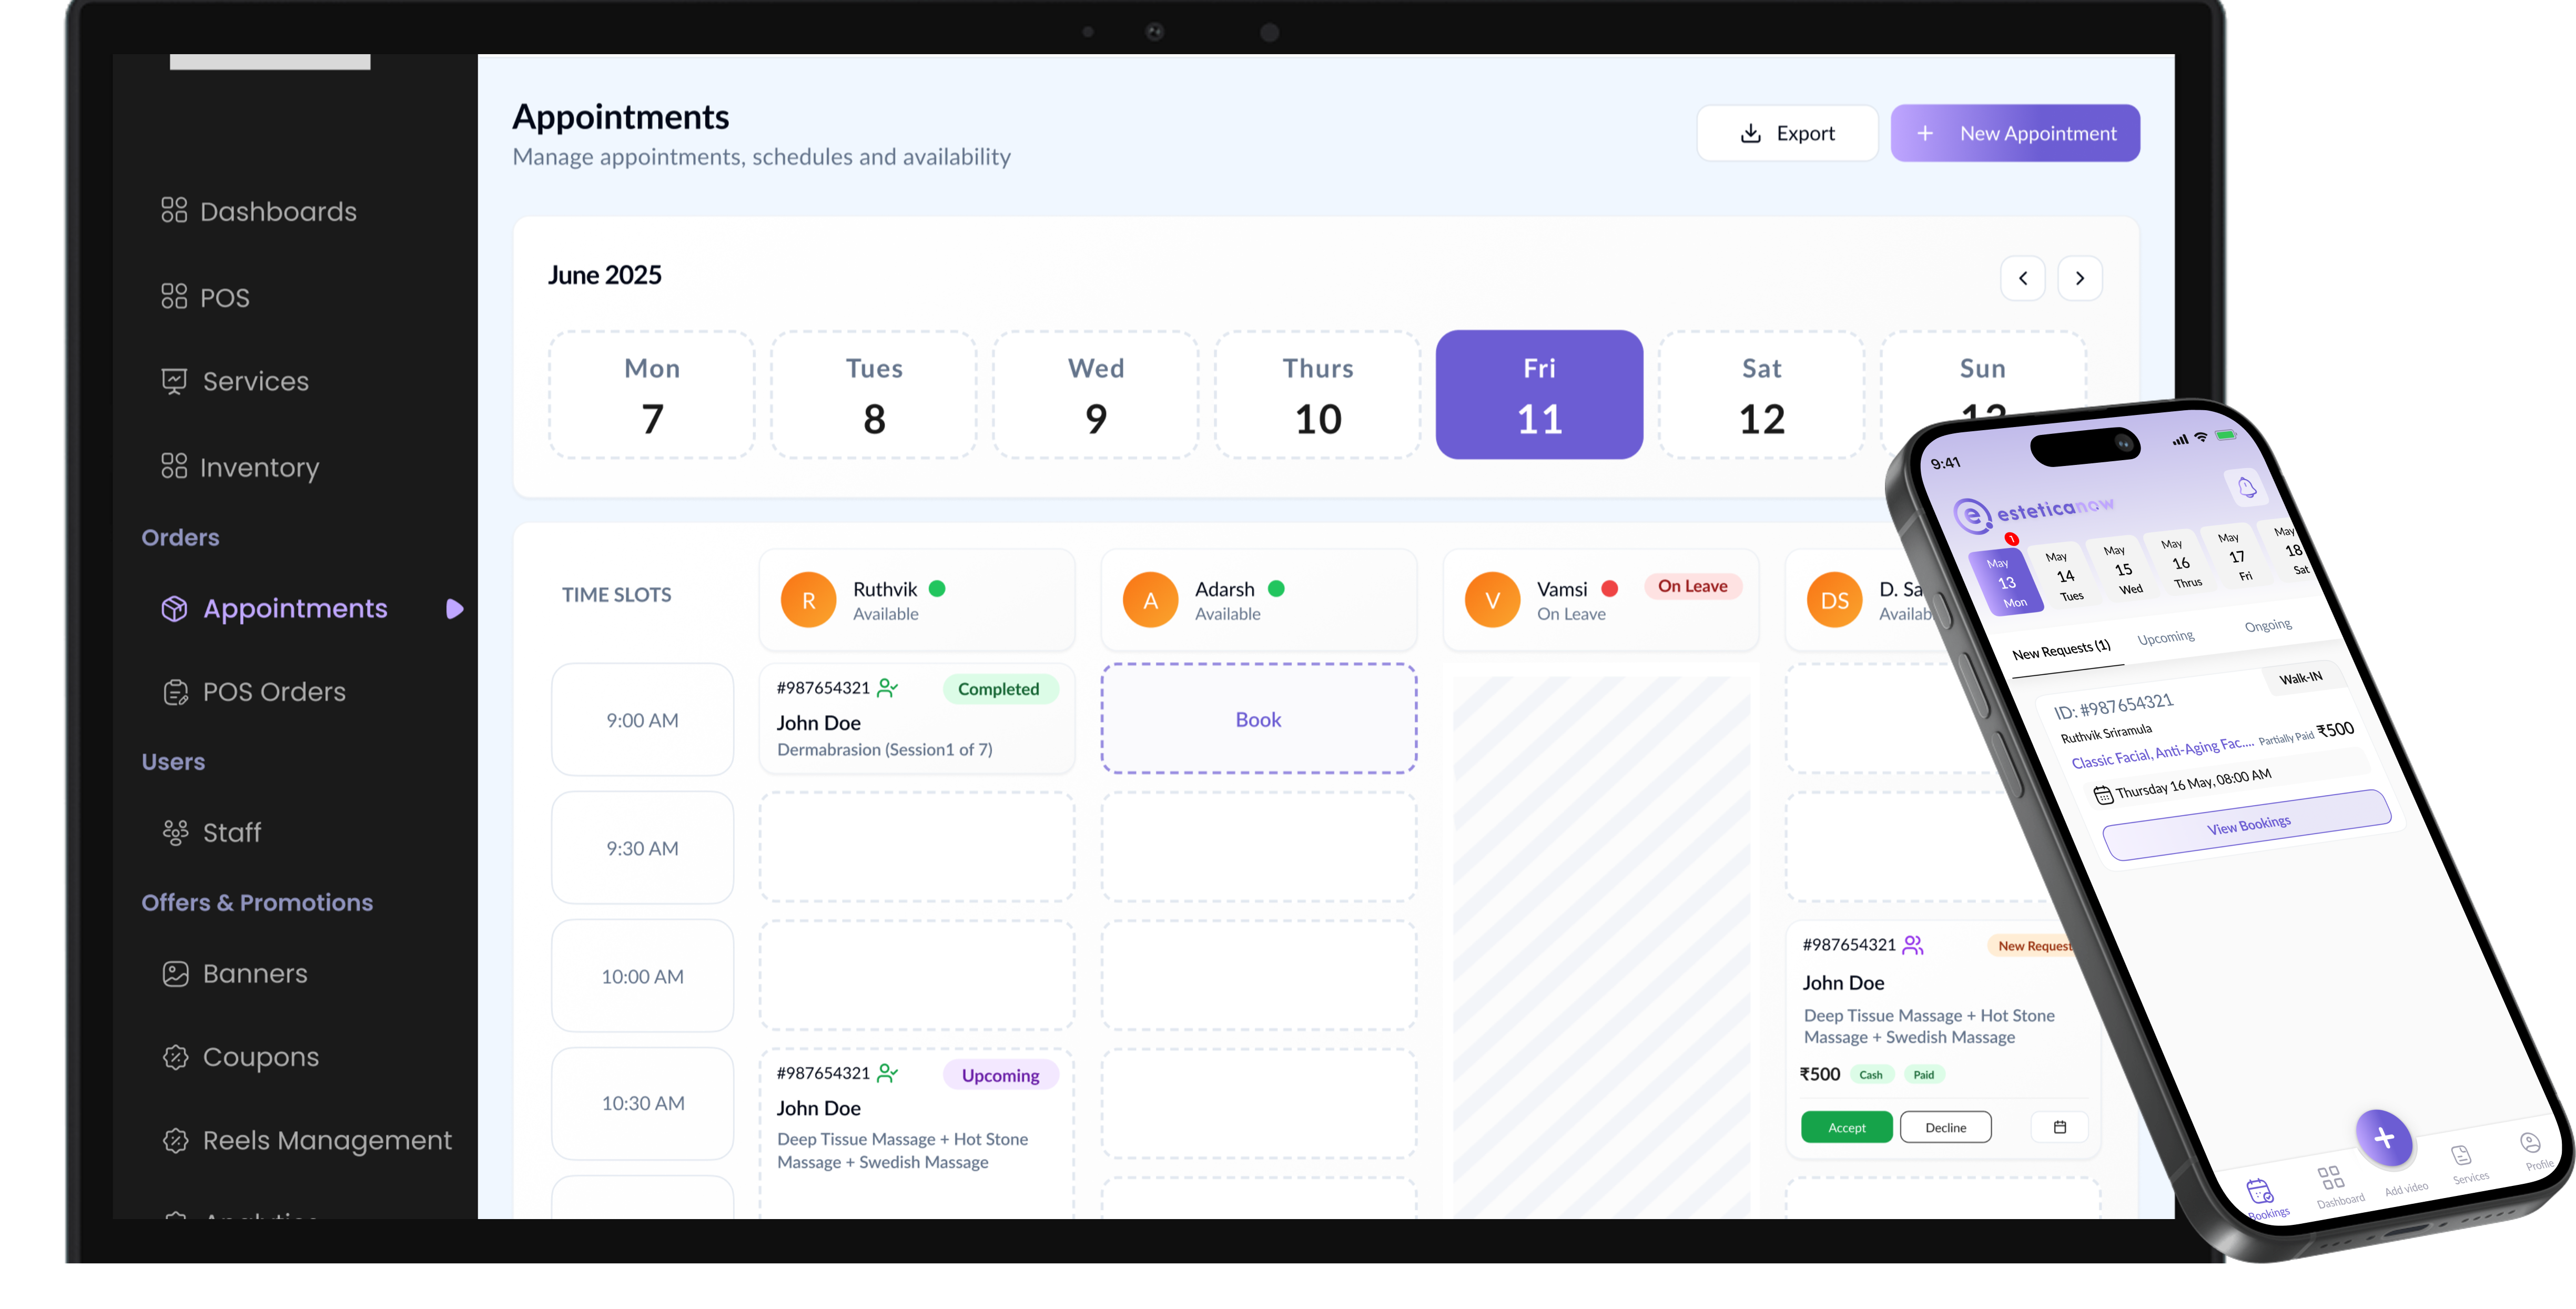 Appointments
Manage appointments, schedules and availability
Export
+ New Appointment
Dashboards
POS
Services
Inventory
Orders
Appointments
POS Orders
Users
Staff
Offers & Promotions
Banners
Coupons
Reels Management
Analytics
June 2025
Mon
7
Tues
8
Wed
9
Thurs
10
Fri
11
Sat
12
Sun
13
TIME SLOTS
R
Ruthvik
Available
A
Adarsh
Available
V
Vamsi
On Leave
On Leave
DS
D. Sa
Availab
9:00 AM
#987654321
Completed
John Doe
Dermabrasion (Session1 of 7)
Book
9:30 AM
10:00 AM
#987654321
New Request
John Doe
Deep Tissue Massage + Hot Stone
Massage + Swedish Massage
₹500
Cash
Paid
Accept
Decline
10:30 AM
#987654321
Upcoming
John Doe
Deep Tissue Massage + Hot Stone
Massage + Swedish Massage
9:41
e esteticanow
1
May
13
Mon
May
14
Tues
May
15
Wed
May
16
Thrus
May
17
Fri
May
18
Sat
New Requests (1)
Upcoming
Ongoing
Walk-IN
ID: #987654321
Ruthvik Sriramula
Classic Facial, Anti-Aging Fac.... Partially Paid ₹500
Thursday 16 May, 08:00 AM
View Bookings
+
Bookings
Dashboard
Add video
Services
Profile